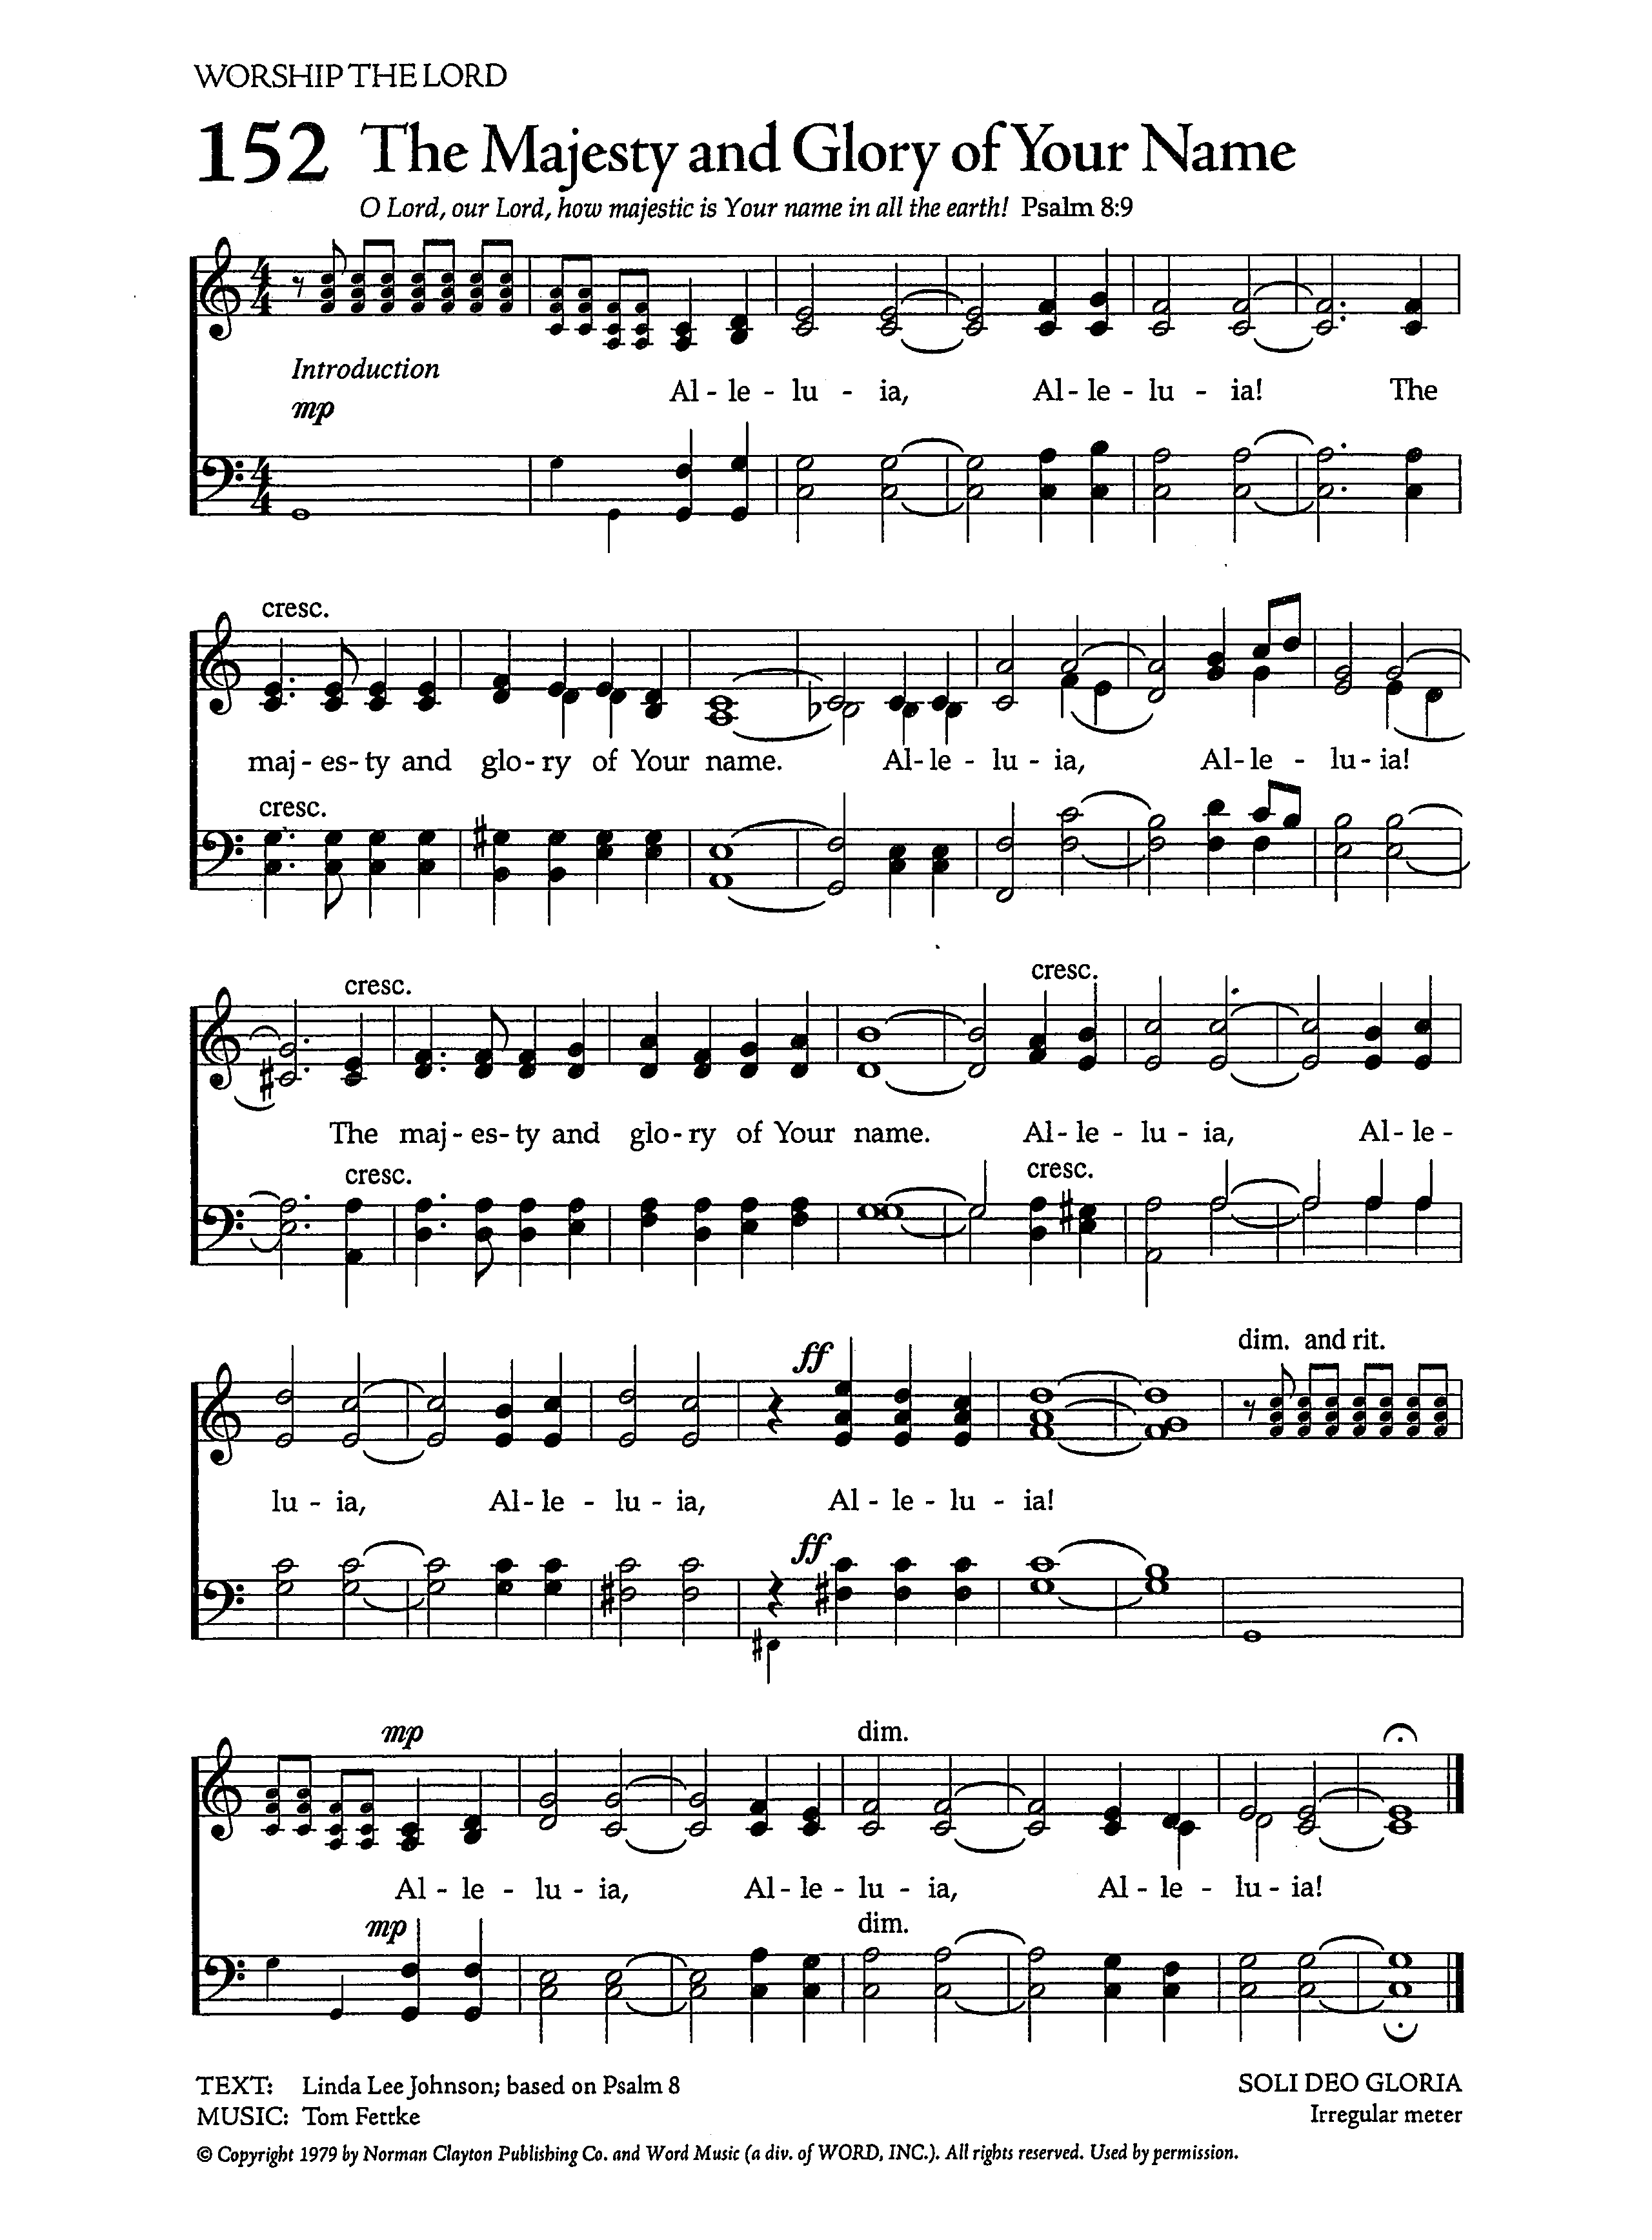 WORSHIP THE LORD
152 The Majesty and Glory of Your Name
O Lord, our Lord, how majestic is Your name in all the earth! Psalm 8:9
Introduction
Al - le - lu - ia, Al - le - lu - ia! The
mp
cresc.
maj - es - ty and glo - ry of Your name. Al - le - lu - ia, Al - le - lu - ia!
cresc.
cresc. cresc.
The maj - es - ty and glo - ry of Your name. Al - le - lu - ia, Al - le -
cresc. cresc.
ff dim. and rit.
lu - ia, Al - le - lu - ia, Al - le - lu - ia!
ff
mp dim.
Al - le - lu - ia, Al - le - lu - ia, Al - le - lu - ia!
mp dim.
TEXT: Linda Lee Johnson; based on Psalm 8 SOLI DEO GLORIA
MUSIC: Tom Fettke Irregular meter
© Copyright 1979 by Norman Clayton Publishing Co. and Word Music (a div. of WORD, INC.). All rights reserved. Used by permission.